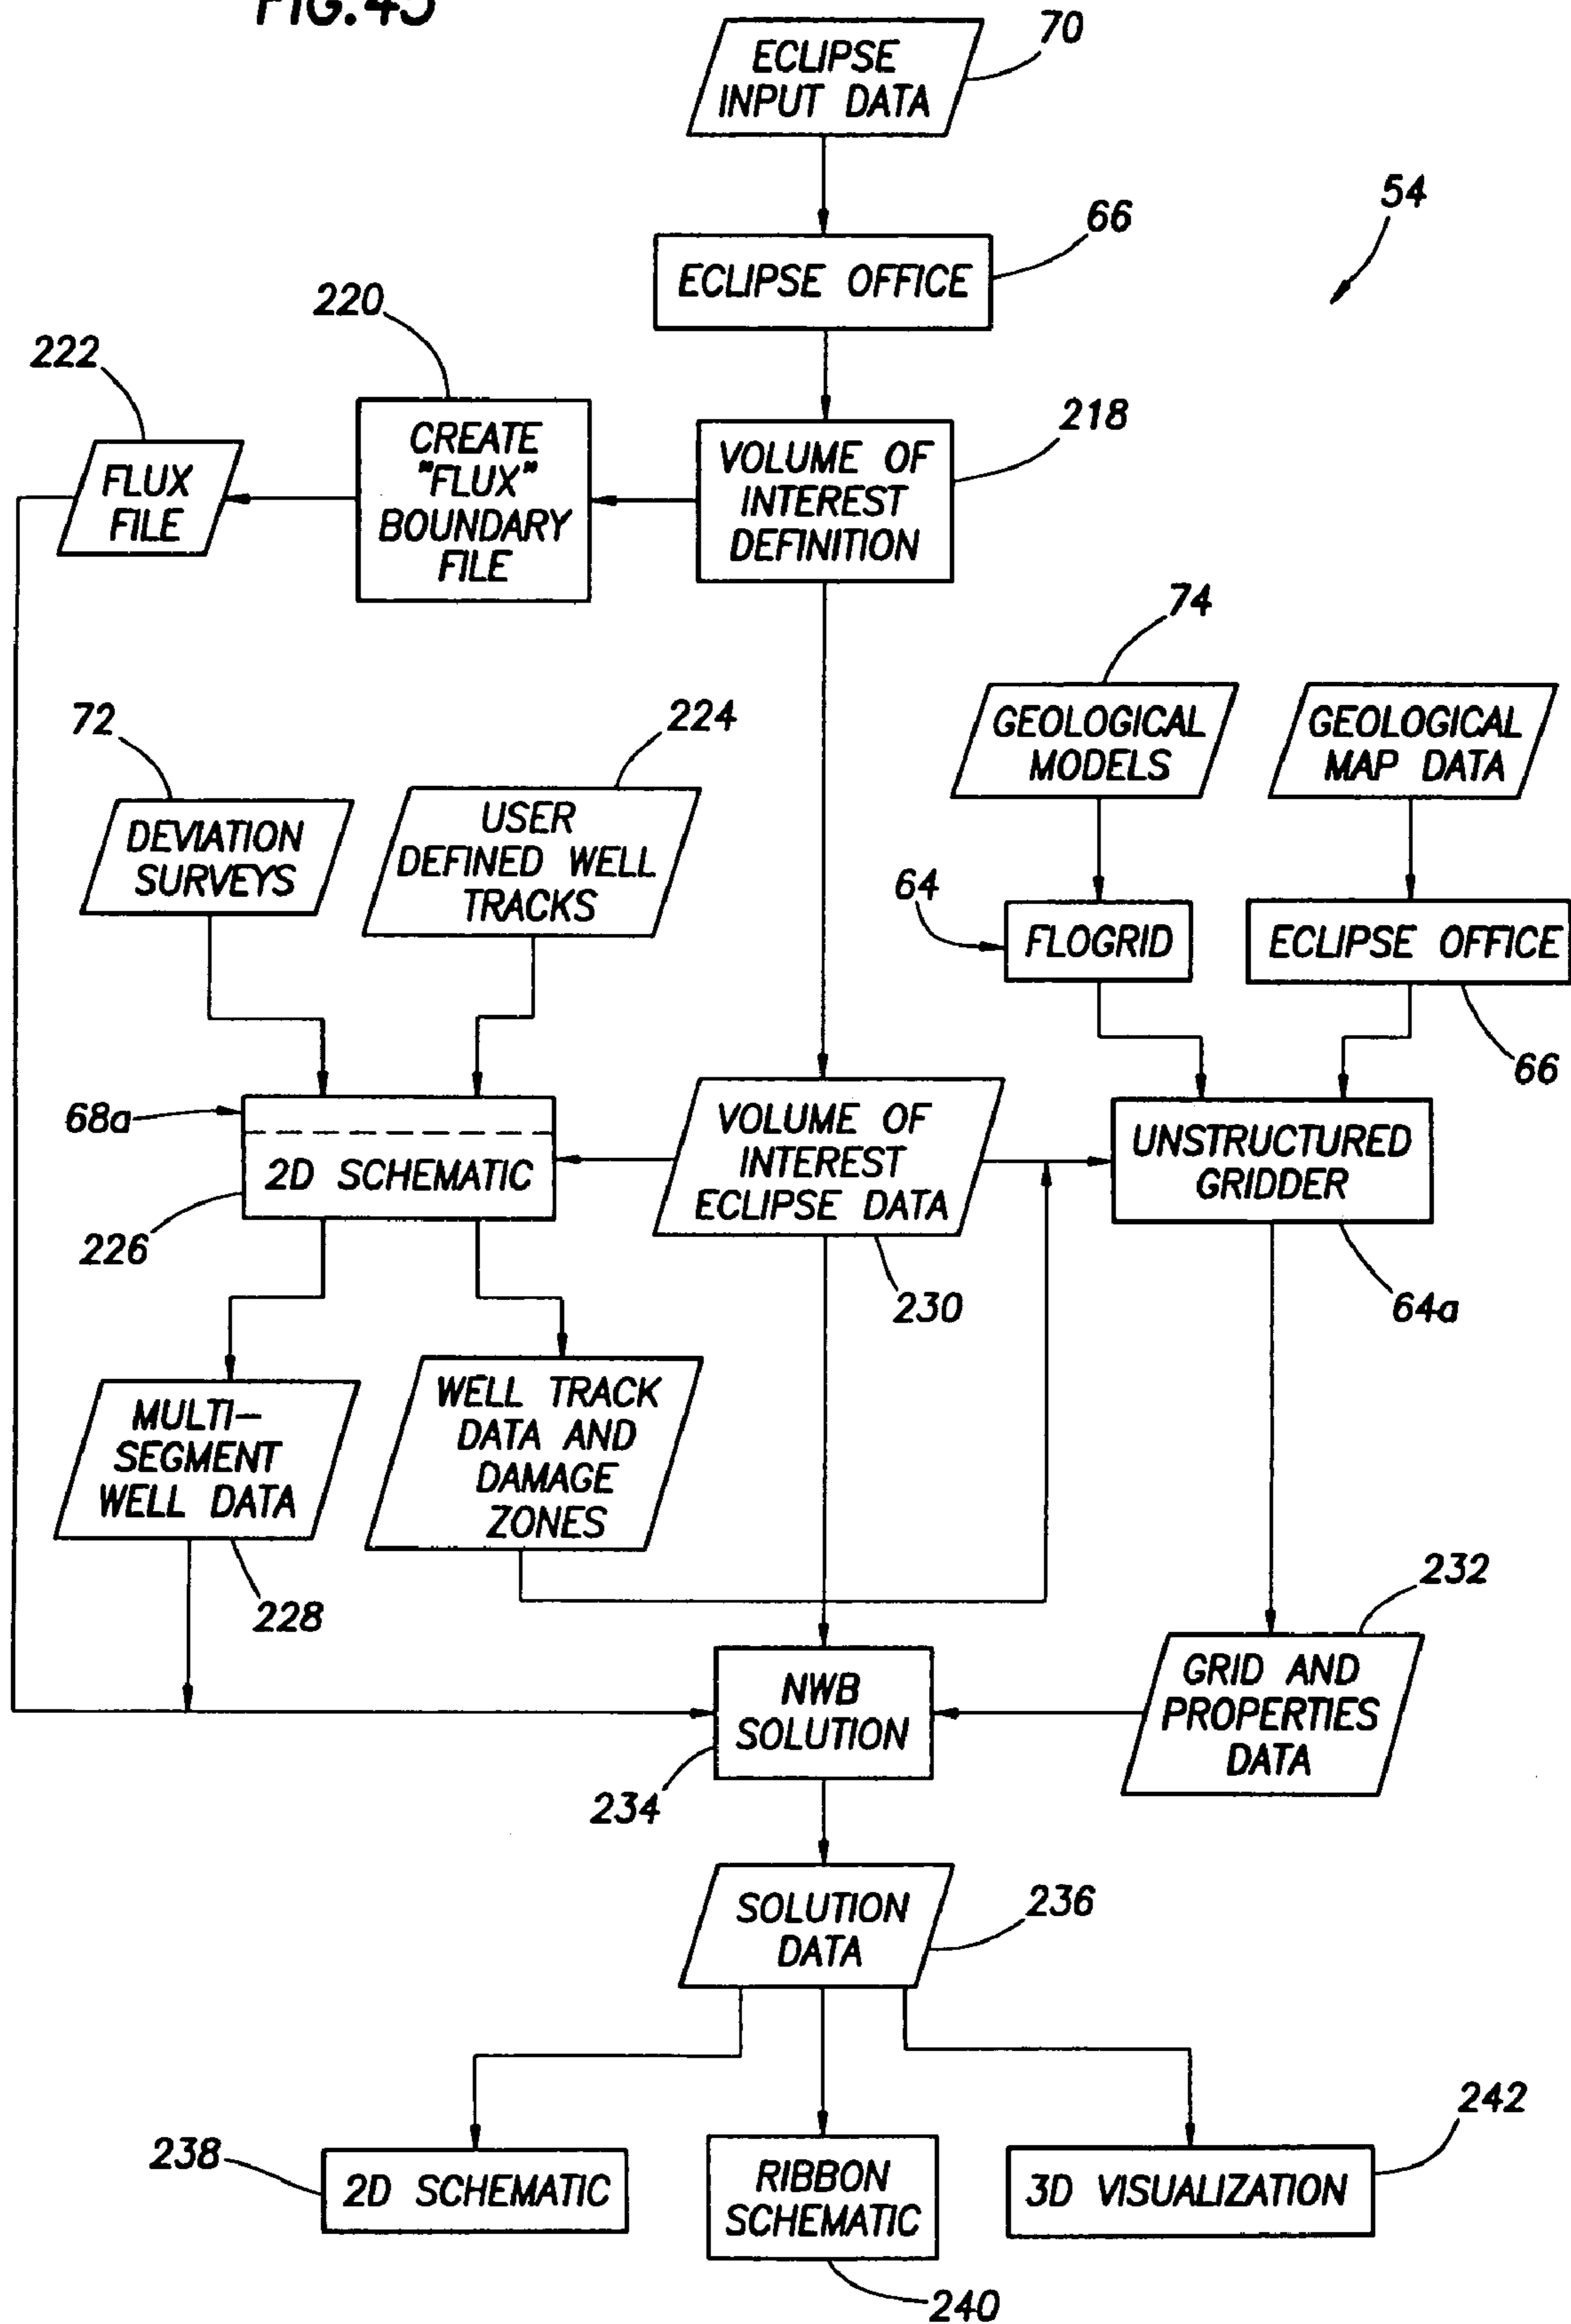 FIG.45
ECLIPSE
INPUT DATA
70
54
ECLIPSE OFFICE
66
220
222
CREATE
"FLUX"
BOUNDARY
FILE
FLUX
FILE
VOLUME OF
INTEREST
DEFINITION
218
74
72
224
GEOLOGICAL
MODELS
GEOLOGICAL
MAP DATA
DEVIATION
SURVEYS
USER
DEFINED WELL
TRACKS
64
FLOGRID
ECLIPSE OFFICE
66
68a
2D SCHEMATIC
226
VOLUME OF
INTEREST
ECLIPSE DATA
230
UNSTRUCTURED
GRIDDER
64a
MULTI-
SEGMENT
WELL DATA
228
WELL TRACK
DATA AND
DAMAGE
ZONES
232
NWB
SOLUTION
234
GRID AND
PROPERTIES
DATA
SOLUTION
DATA
236
238
2D SCHEMATIC
RIBBON
SCHEMATIC
240
3D VISUALIZATION
242